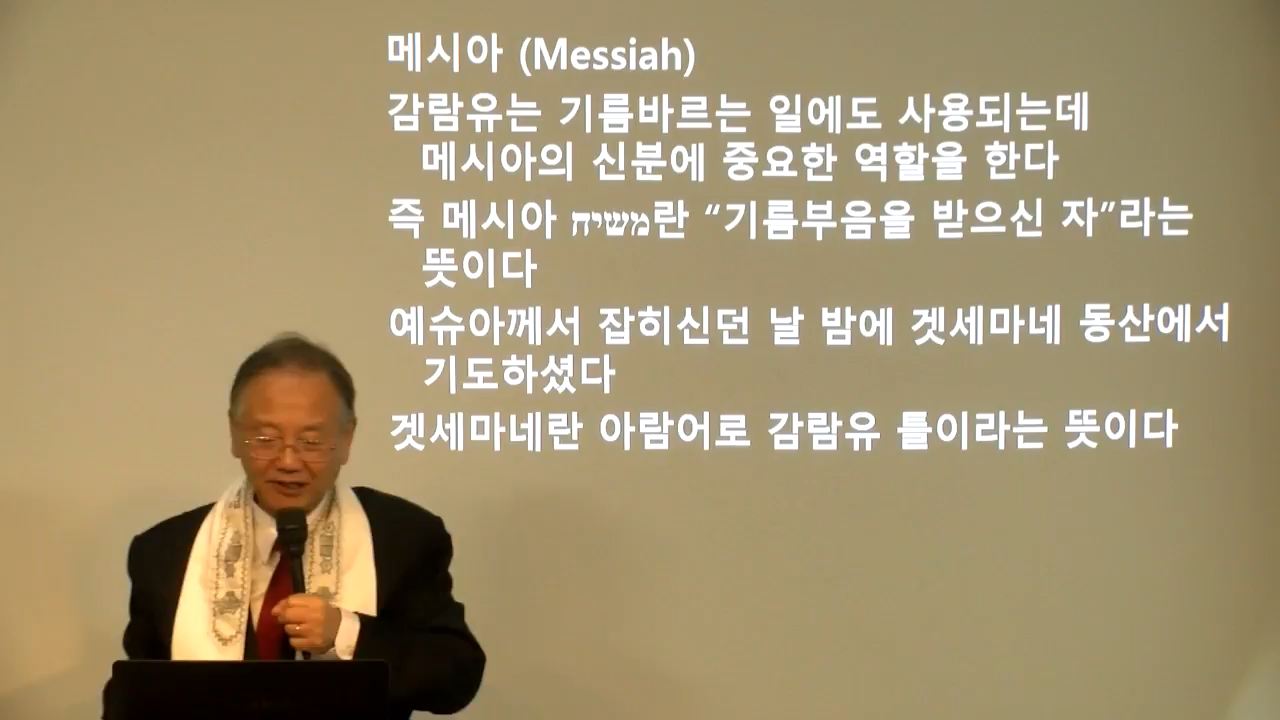 메시아 (Messiah)
감람유는 기름바르는 일에도 사용되는데
메시아의 신분에 중요한 역할을 한다
즉 메시아 משיח란 “기름부음을 받으신 자”라는
뜻이다
예슈아께서 잡히신던 날 밤에 겟세마네 동산에서
기도하셨다
겟세마네란 아람어로 감람유 틀이라는 뜻이다